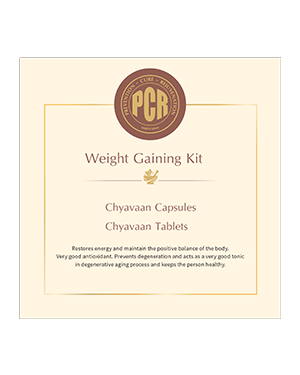 PREVENTION ~ CURE ~ REJUVENATION
PCR
Weight Gaining Kit
Chyavaan Capsules
Chyavaan Tablets
Restores energy and maintain the positive balance of the body.
Very good antioxidant. Prevents degeneration and acts as a very good tonic
in degenerative aging process and keeps the person healthy.